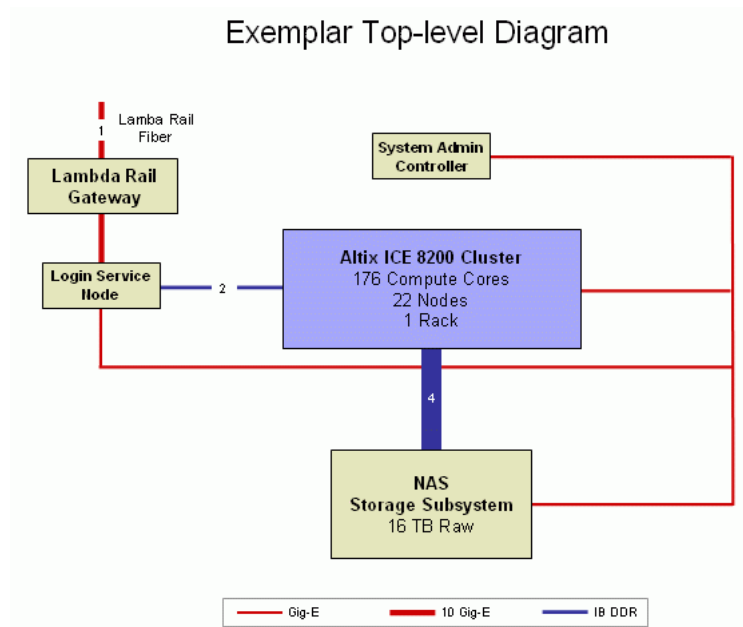 Exemplar Top-level Diagram
1
Lamba Rail
Fiber
System Admin
Controller
Lambda Rail
Gateway
Altix ICE 8200 Cluster
176 Compute Cores
22 Nodes
1 Rack
Login Service
Node
2
4
NAS
Storage Subsystem
16 TB Raw
Gig-E
10 Gig-E
IB DDR